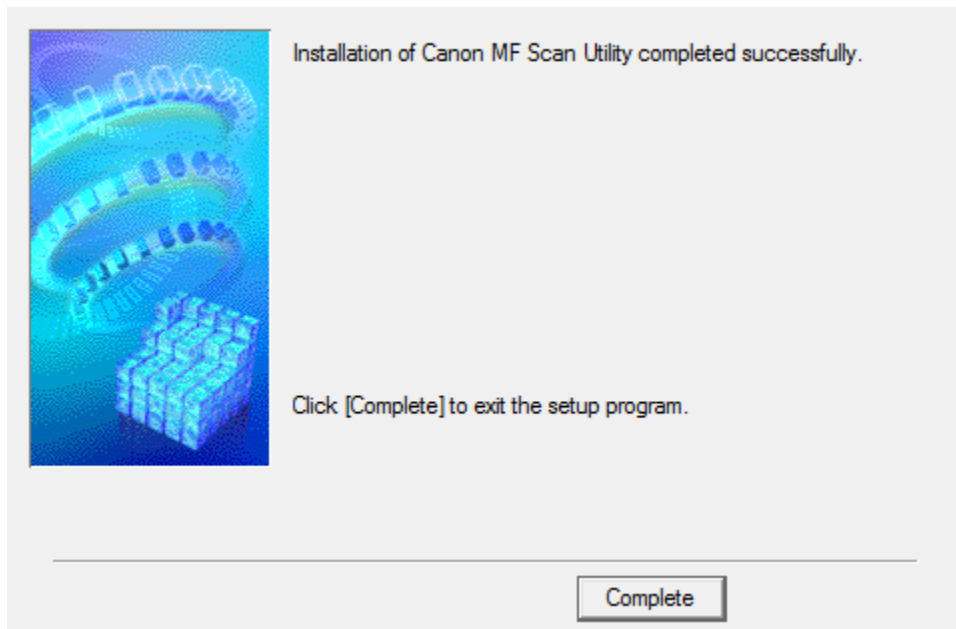 Installation of Canon MF Scan Utility completed successfully.
Click [Complete] to exit the setup program.
Complete